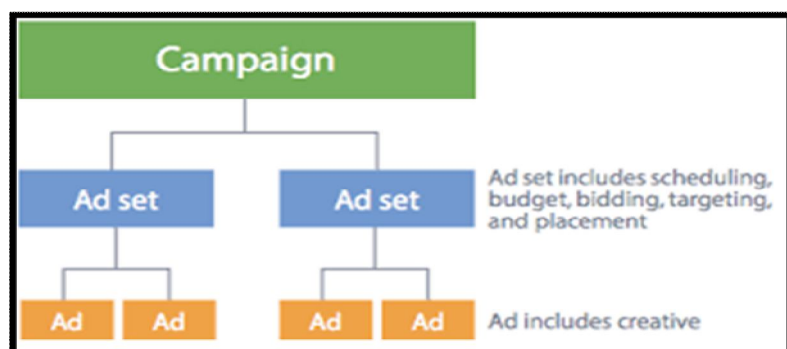 Campaign
Ad set
Ad set
Ad set includes scheduling,
budget, bidding, targeting,
and placement
Ad
Ad
Ad
Ad
Ad includes creative